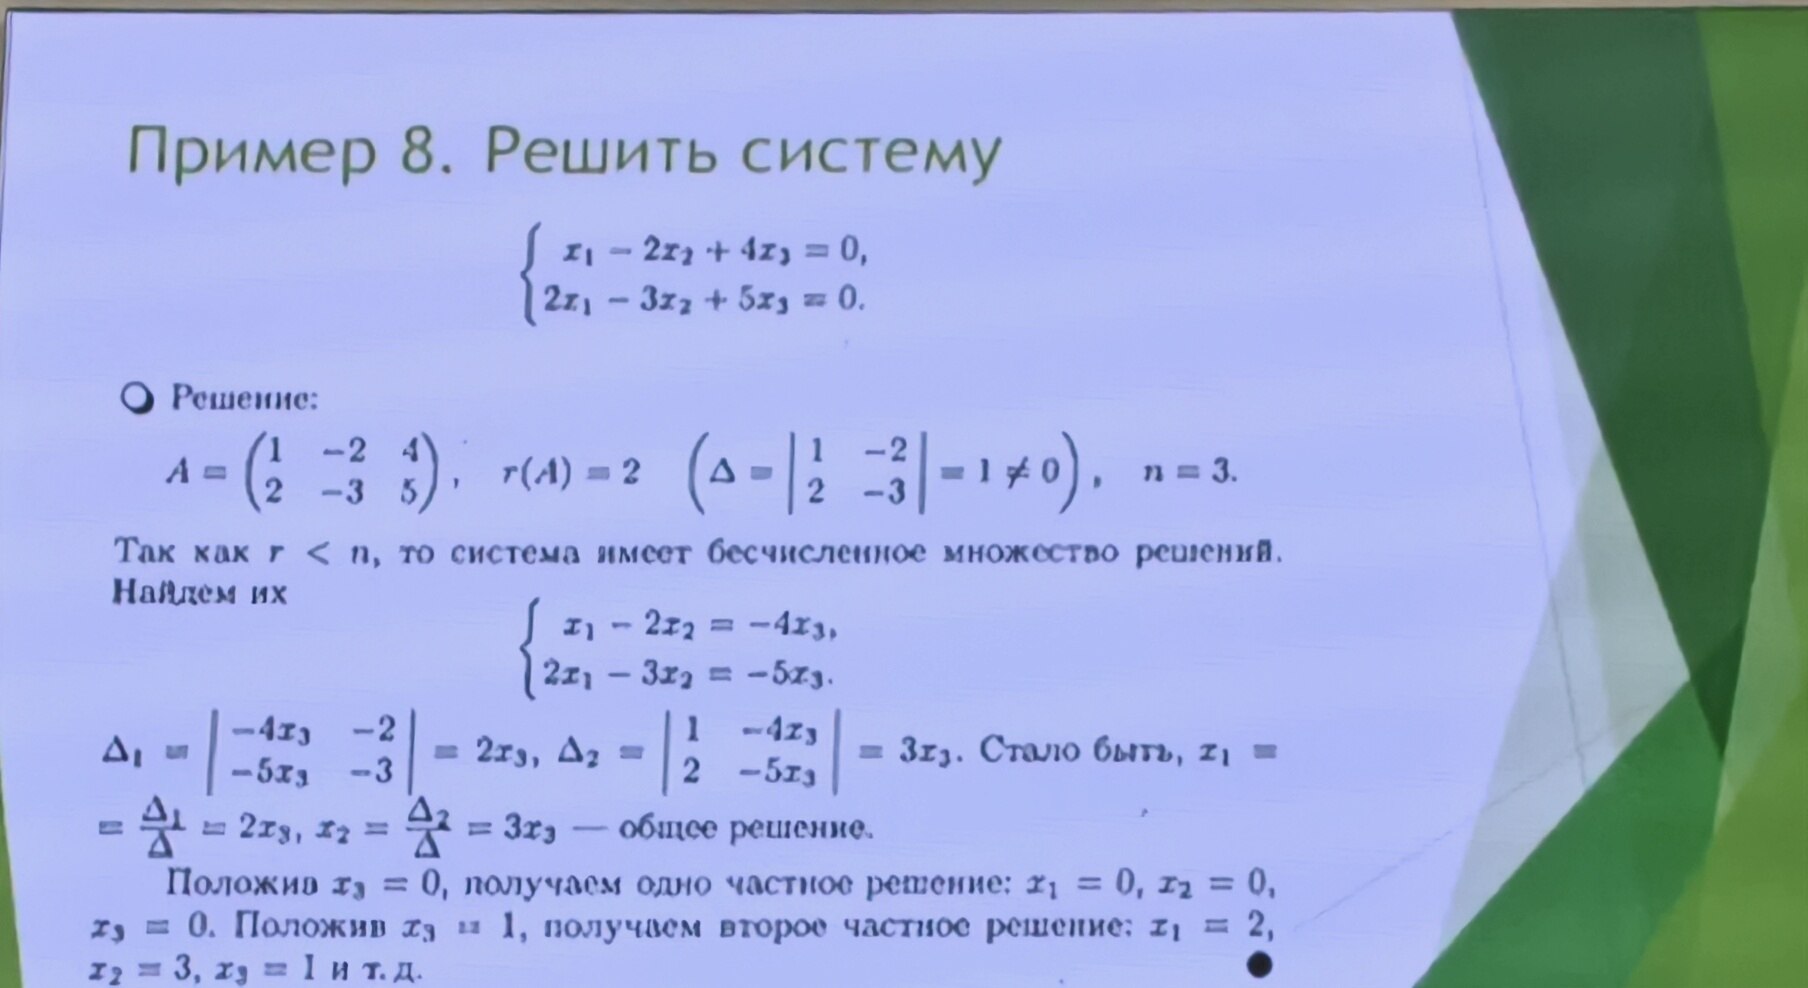 Пример 8. Решить систему
x₁ − 2x₂ + 4x₃ = 0,
2x₁ − 3x₂ + 5x₃ = 0.
Решение:
A = (1 −2 4; 2 −3 5), r(A) = 2 (Δ = |1 −2; 2 −3| = 1 ≠ 0), n = 3.
Так как r < n, то система имеет бесчисленное множество решений.
Найдем их
x₁ − 2x₂ = −4x₃,
2x₁ − 3x₂ = −5x₃.
Δ₁ = |−4x₃ −2; −5x₃ −3| = 2x₃, Δ₂ = |1 −4x₃; 2 −5x₃| = 3x₃. Стало быть, x₁ =
= Δ₁/Δ = 2x₃, x₂ = Δ₂/Δ = 3x₃ — общее решение.
Положив x₃ = 0, получаем одно частное решение: x₁ = 0, x₂ = 0,
x₃ = 0. Положив x₃ = 1, получаем второе частное решение: x₁ = 2,
x₂ = 3, x₃ = 1 и т. д.